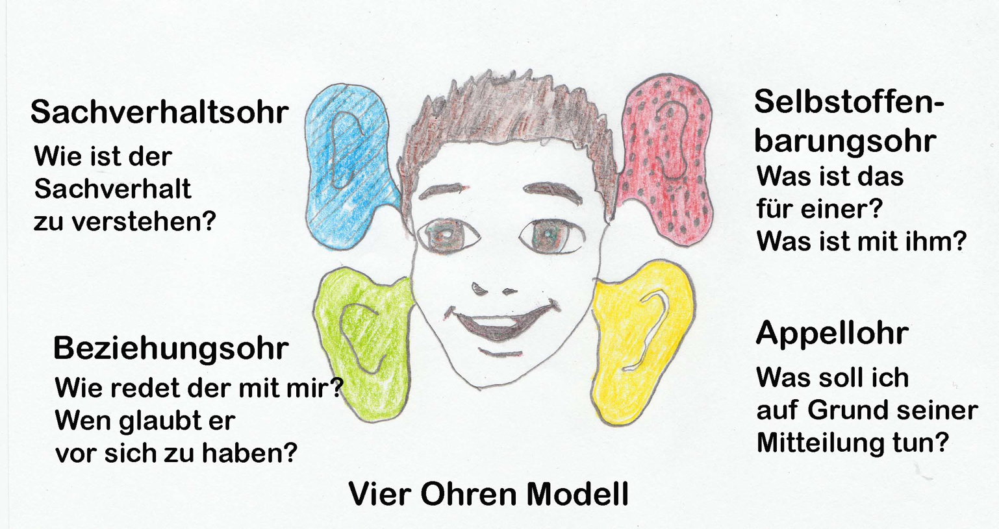 Sachverhaltsohr
Wie ist der
Sachverhalt
zu verstehen?
Selbstoffen-
barungsohr
Was ist das
für einer?
Was ist mit ihm?
Beziehungsohr
Wie redet der mit mir?
Wen glaubt er
vor sich zu haben?
Appellohr
Was soll ich
auf Grund seiner
Mitteilung tun?
Vier Ohren Modell